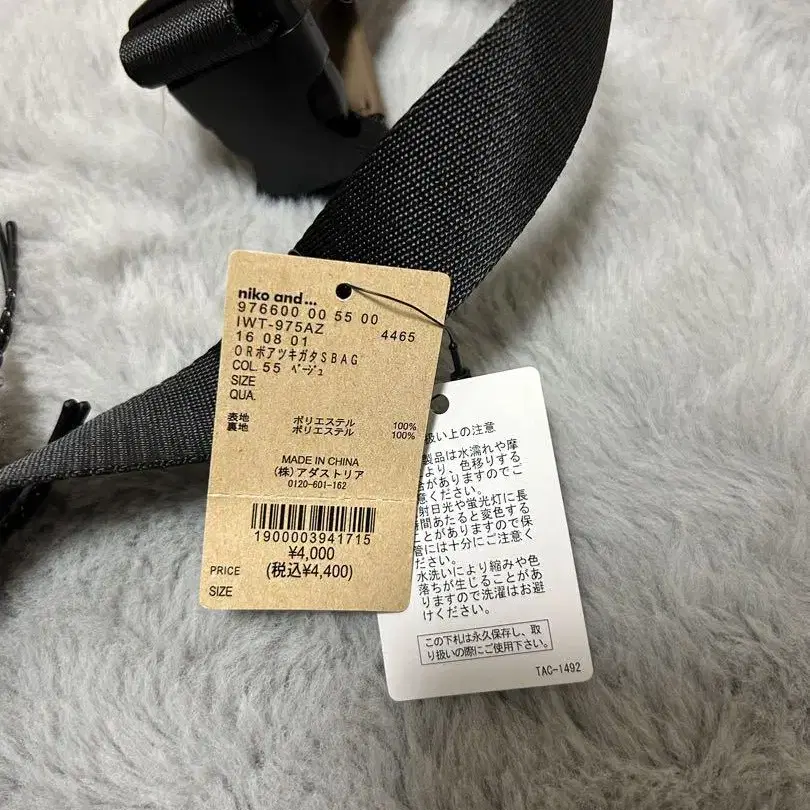 niko and...
976600 00 55 00
IWT-975AZ 4465
16 08 01
ORボアツキガタSBAG
COL. 55 ベージュ
SIZE
QUA.
表地 ポリエステル 100%
裏地 ポリエステル 100%
MADE IN CHINA
(株)アダストリア
0120-601-162
1900003941715
¥4,000
PRICE (税込¥4,400)
SIZE
扱い上の注意
製品は水濡れや摩
より、色移りする
合がありますのでご
意ください。
射日光や蛍光灯に長
時間あたると変色する
ことがありますので保
管には十分にご注意く
ださい。
水洗いにより縮みや色
落ちが生じることがあ
りますので洗濯はお避
けください。
この下札は永久保存し、取
り扱いの際にご使用下さい。
TAC-1492